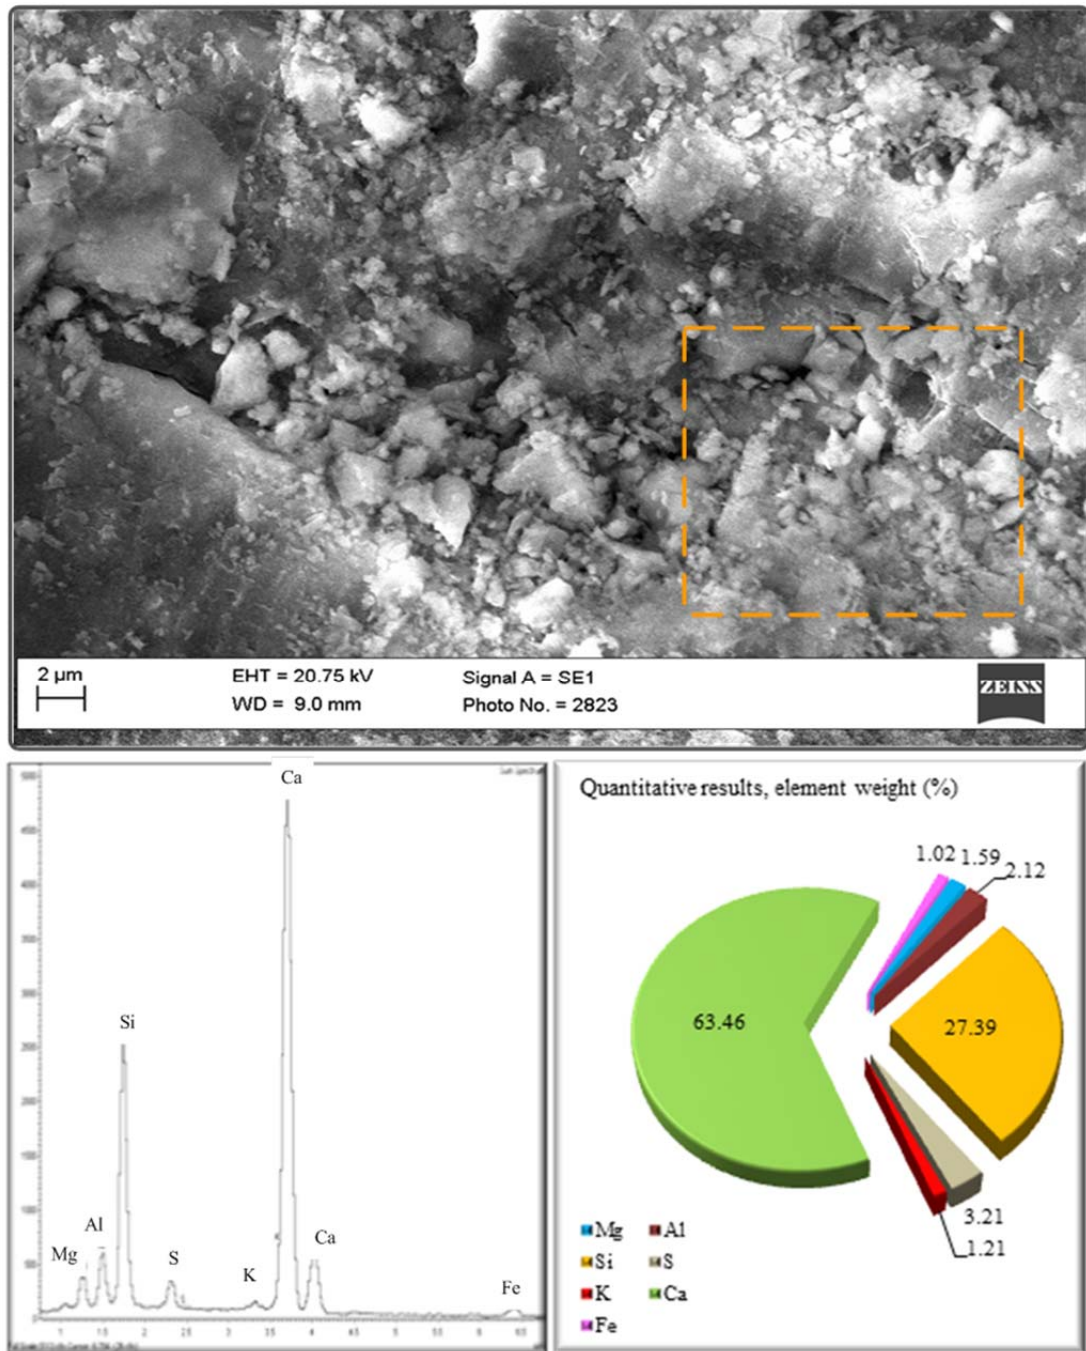 2 μm
EHT = 20.75 kV
WD = 9.0 mm
Signal A = SE1
Photo No. = 2823
ZEISS
Ca
Si
Al
Mg
S
K
Ca
Fe
Quantitative results, element weight (%)
1.02
1.59
2.12
63.46
27.39
3.21
1.21
Mg
Al
Si
S
K
Ca
Fe